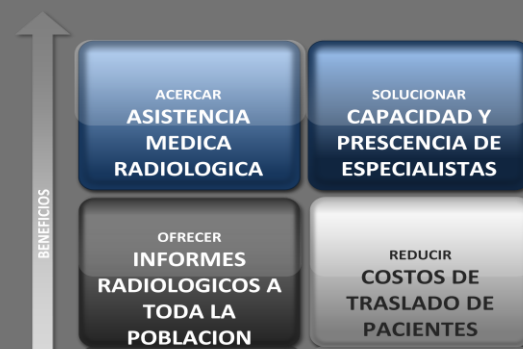 ACERCAR
ASISTENCIA
MEDICA
RADIOLOGICA
SOLUCIONAR
CAPACIDAD Y
PRESCENCIA DE
ESPECIALISTAS
BENEFICIOS
OFRECER
INFORMES
RADIOLOGICOS A
TODA LA
POBLACION
REDUCIR
COSTOS DE
TRASLADO DE
PACIENTES